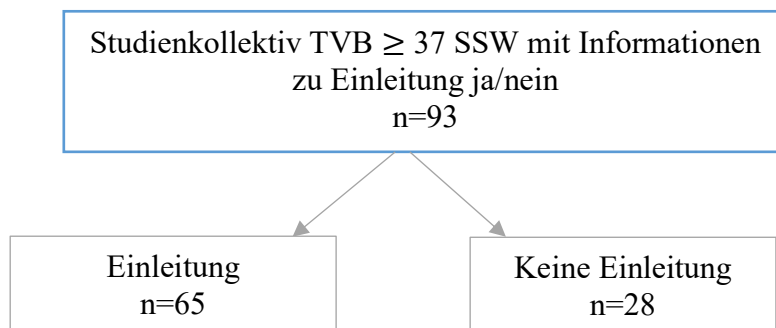 Studienkollektiv TVB ≥ 37 SSW mit Informationen
zu Einleitung ja/nein
n=93
Einleitung
n=65
Keine Einleitung
n=28